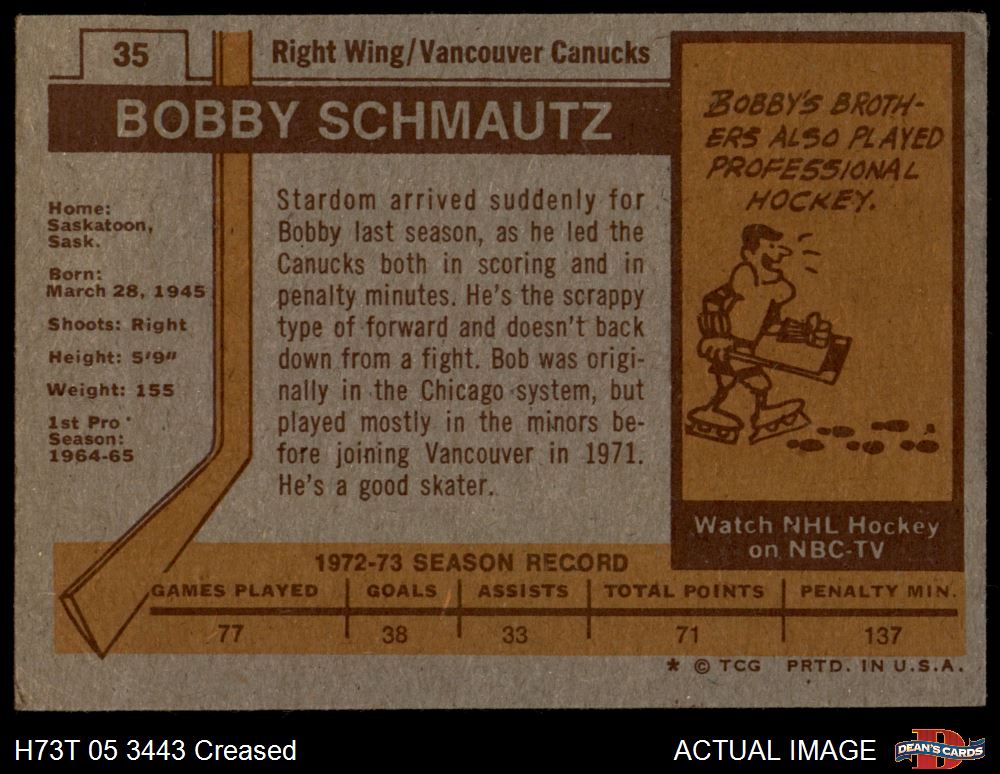 35
Right Wing/Vancouver Canucks
BOBBY SCHMAUTZ
Home:
Saskatoon,
Sask.
Born:
March 28, 1945
Shoots: Right
Height: 5'9"
Weight: 155
1st Pro
Season:
1964-65
Stardom arrived suddenly for
Bobby last season, as he led the
Canucks both in scoring and in
penalty minutes. He's the scrappy
type of forward and doesn't back
down from a fight. Bob was origi-
nally in the Chicago system, but
played mostly in the minors be-
fore joining Vancouver in 1971.
He's a good skater.
BOBBY'S BROTH-
ERS ALSO PLAYED
PROFESSIONAL
HOCKEY.
Watch NHL Hockey
on NBC-TV
1972-73 SEASON RECORD
GAMES PLAYED GOALS ASSISTS TOTAL POINTS PENALTY MIN.
77 38 33 71 137
* © TCG PRTD. IN U.S.A.
H73T 05 3443 Creased
ACTUAL IMAGE
D
DEAN'S CARDS